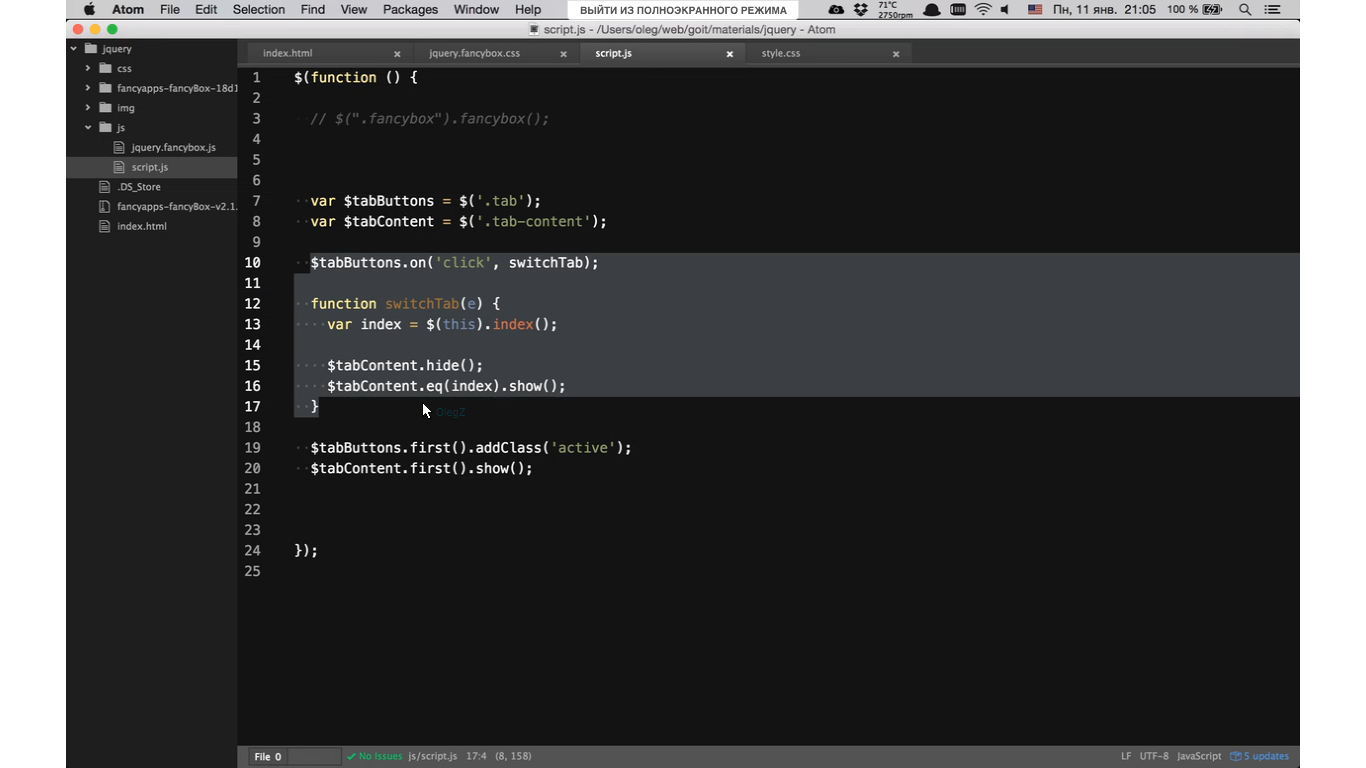 Atom File Edit Selection Find View Packages Window Help ВЫЙТИ ИЗ ПОЛНОЭКРАННОГО РЕЖИМА 71°C 2750rpm Пн, 11 янв. 21:05 100 %
script.js - /Users/oleg/web/goit/materials/jquery - Atom
jquery
css
fancyapps-fancyBox-18d1
img
js
jquery.fancybox.js
script.js
.DS_Store
fancyapps-fancyBox-v2.1.
index.html
index.html jquery.fancybox.css script.js style.css
1 $(function () {
2
3 // $(".fancybox").fancybox();
4
5
6
7 var $tabButtons = $('.tab');
8 var $tabContent = $('.tab-content');
9
10 $tabButtons.on('click', switchTab);
11
12 function switchTab(e) {
13 var index = $(this).index();
14
15 $tabContent.hide();
16 $tabContent.eq(index).show();
17 }
OlegZ
18
19 $tabButtons.first().addClass('active');
20 $tabContent.first().show();
21
22
23
24 });
25
File 0 No Issues js/script.js 17:4 (8, 158) LF UTF-8 JavaScript 5 updates